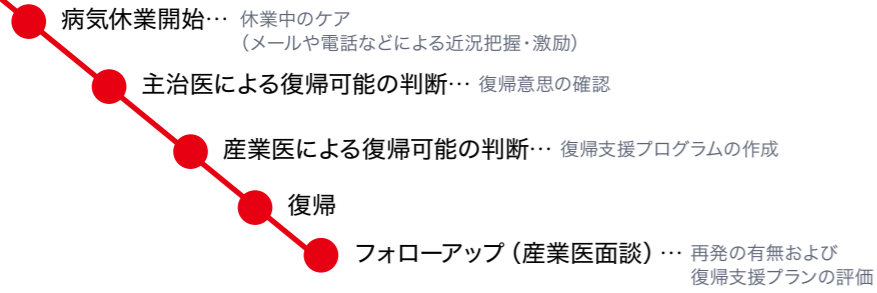 病気休業開始… 休業中のケア
（メールや電話などによる近況把握・激励）
主治医による復帰可能の判断… 復帰意思の確認
産業医による復帰可能の判断… 復帰支援プログラムの作成
復帰
フォローアップ（産業医面談）… 再発の有無および
復帰支援プランの評価